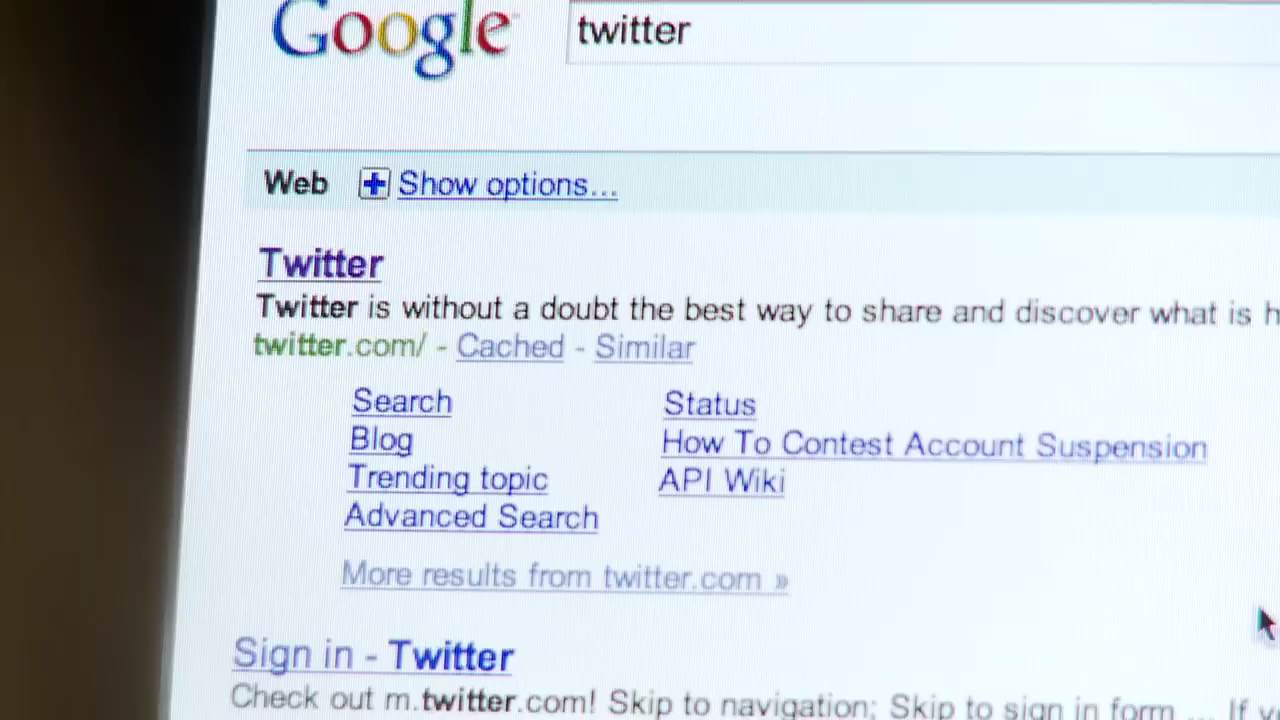 Google twitter
Web Show options...
Twitter
Twitter is without a doubt the best way to share and discover what is
twitter.com/ - Cached - Similar
Search Status
Blog How To Contest Account Suspension
Trending topic API Wiki
Advanced Search
More results from twitter.com »
Sign in - Twitter
Check out m.twitter.com! Skip to navigation; Skip to sign in form ... If